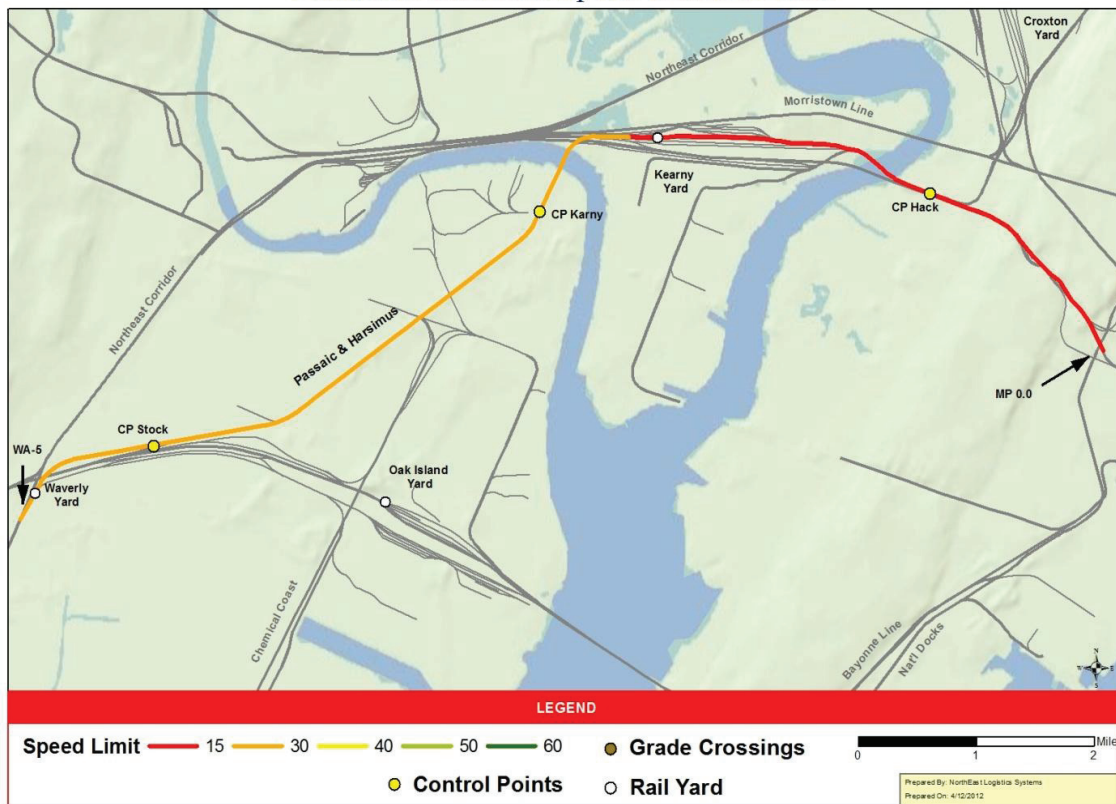 Croxton
Yard
Northeast Corridor
Morristown Line
Kearny
Yard
CP Hack
CP Karny
Northeast Corridor
Passaic & Harsimus
MP 0.0
CP Stock
WA-5
Waverly
Yard
Oak Island
Yard
Chemical Coast
Bayonne Line
Nat'l Docks
N
W E
S
LEGEND
Speed Limit 15 30 40 50 60 Grade Crossings
Control Points Rail Yard
0 1 2 Mile
Prepared By: NorthEast Logistics Systems
Prepared On: 4/12/2012